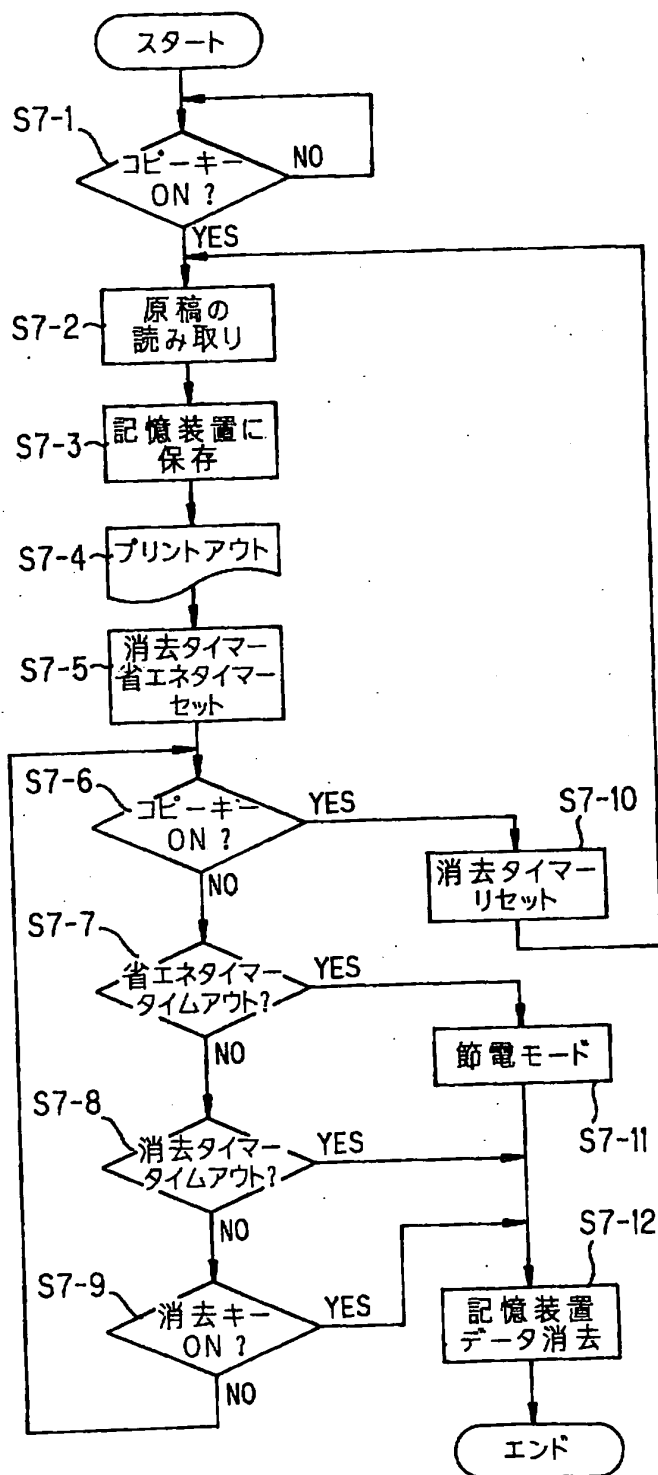 スタート
S7-1
コピーキー
ON ?
NO
YES
S7-2
原稿の
読み取り
S7-3
記憶装置に
保存
S7-4
プリントアウト
S7-5
消去タイマー
省エネタイマー
セット
S7-6
コピーキー
ON ?
YES
NO
S7-10
消去タイマー
リセット
S7-7
省エネタイマー
タイムアウト?
YES
NO
節電モード
S7-11
S7-8
消去タイマー
タイムアウト?
YES
NO
S7-9
消去キー
ON ?
YES
NO
S7-12
記憶装置
データ消去
エンド